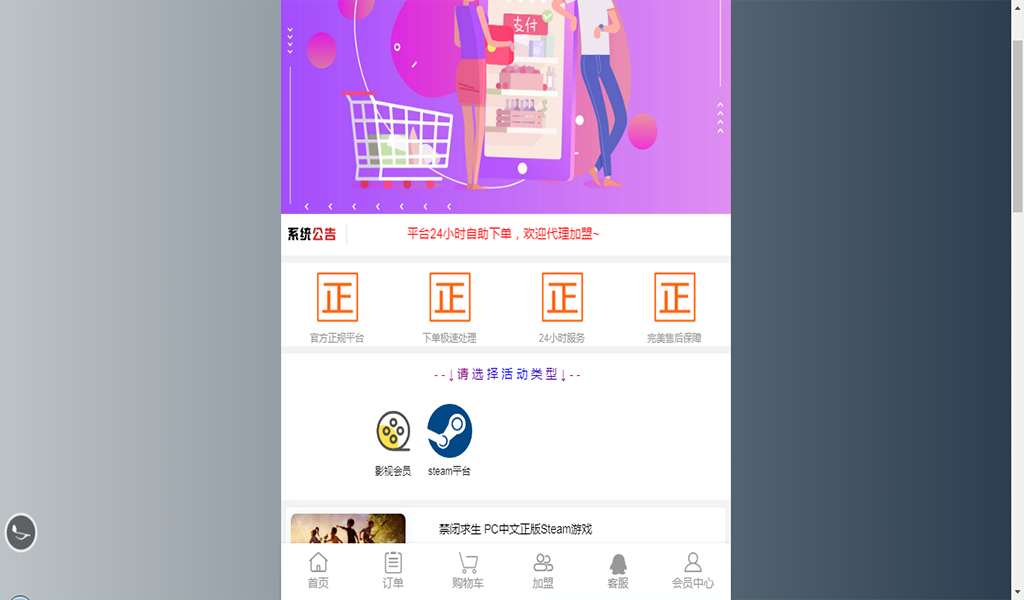 支付
系统公告
平台24小时自助下单，欢迎代理加盟~
正 正 正 正
官方正规平台 下单极速处理 24小时服务 完美售后保障
--↓请选择活动类型↓--
影视会员 steam平台
禁闭求生 PC中文正版Steam游戏
首页 订单 购物车 加盟 客服 会员中心